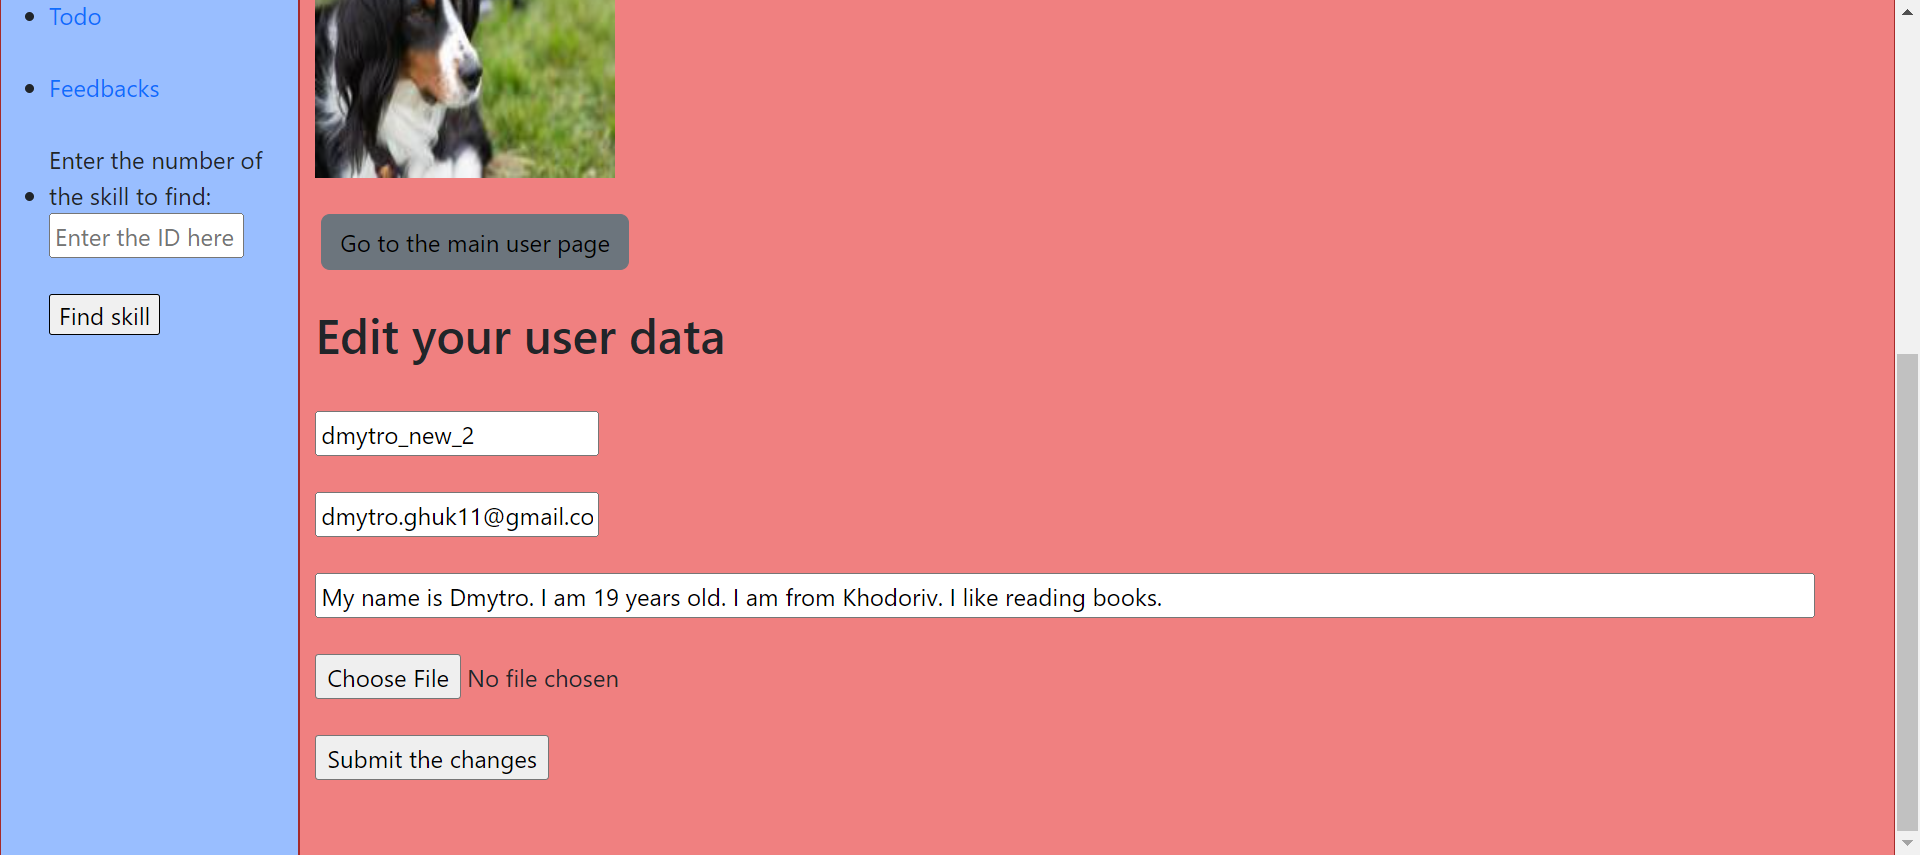 Todo
Feedbacks
Enter the number of
the skill to find:
Enter the ID here
Find skill
Go to the main user page
Edit your user data
dmytro_new_2
dmytro.ghuk11@gmail.co
My name is Dmytro. I am 19 years old. I am from Khodoriv. I like reading books.
Choose File No file chosen
Submit the changes